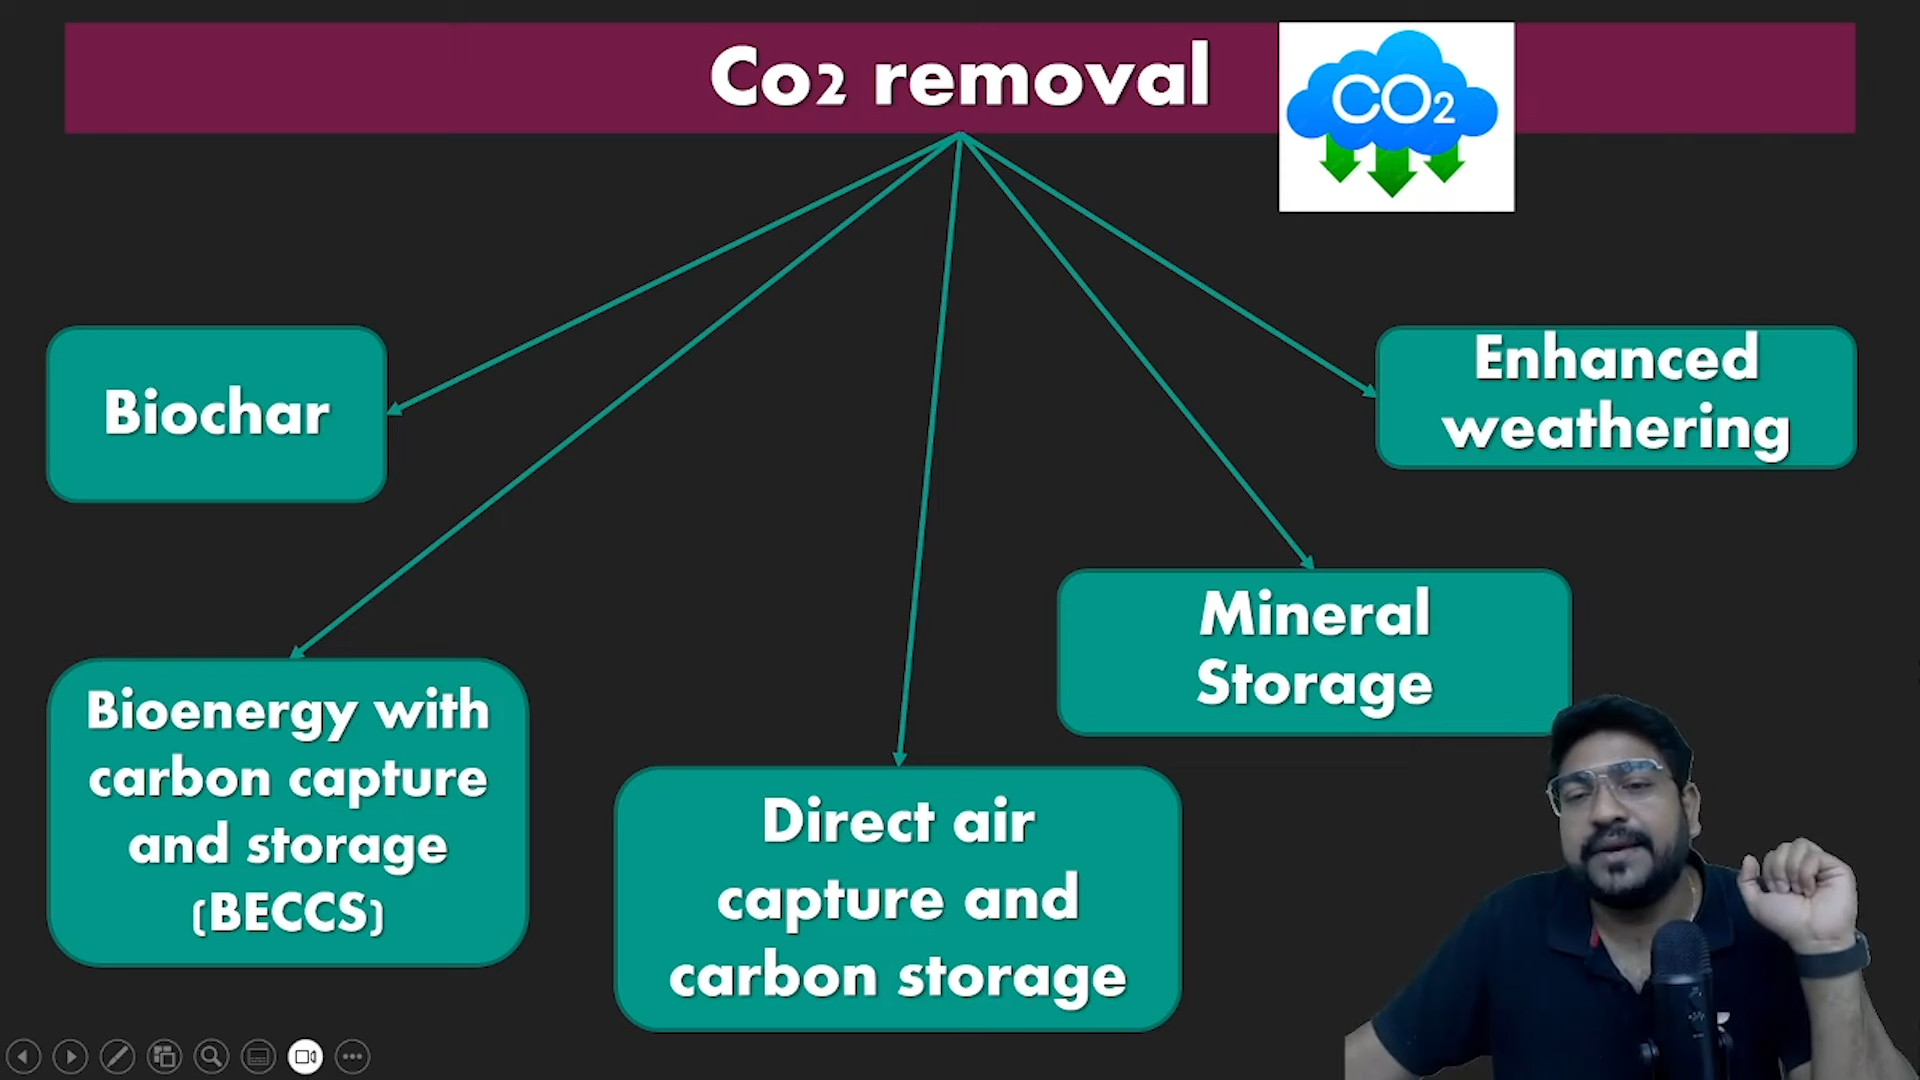 Co2 removal
CO2
Biochar
Enhanced
weathering
Mineral
Storage
Bioenergy with
carbon capture
and storage
(BECCS)
Direct air
capture and
carbon storage